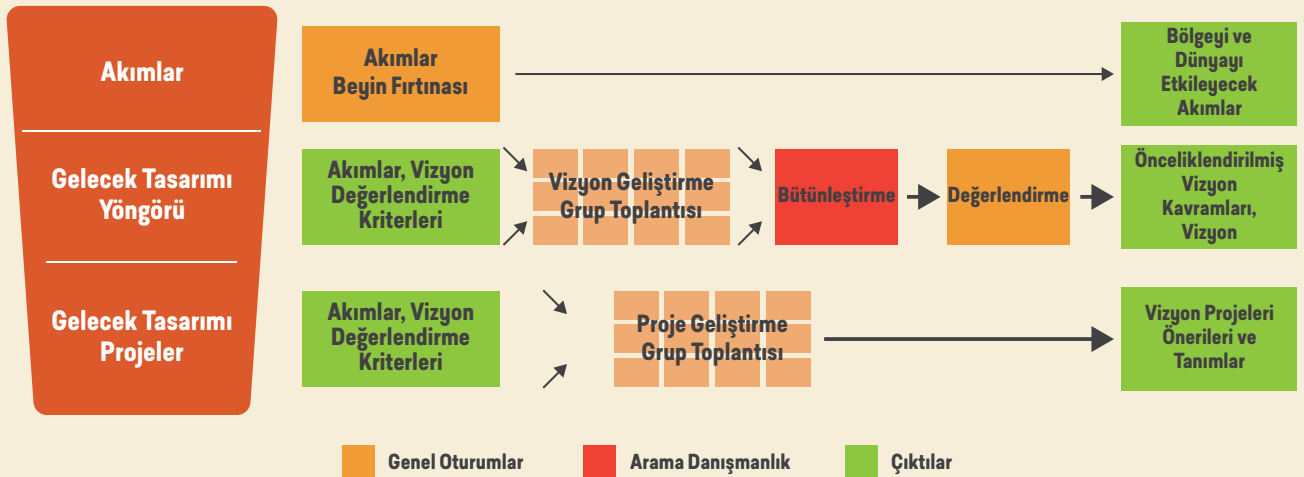 Akımlar
Akımlar
Beyin Fırtınası
Bölgeyi ve
Dünyayı
Etkileyecek
Akımlar
Gelecek Tasarımı
Yöngörü
Akımlar, Vizyon
Değerlendirme
Kriterleri
Vizyon Geliştirme
Grup Toplantısı
Bütünleştirme
Değerlendirme
Önceliklendirilmiş
Vizyon
Kavramları,
Vizyon
Gelecek Tasarımı
Projeler
Akımlar, Vizyon
Değerlendirme
Kriterleri
Proje Geliştirme
Grup Toplantısı
Vizyon Projeleri
Önerileri ve
Tanımlar
Genel Oturumlar
Arama Danışmanlık
Çıktılar